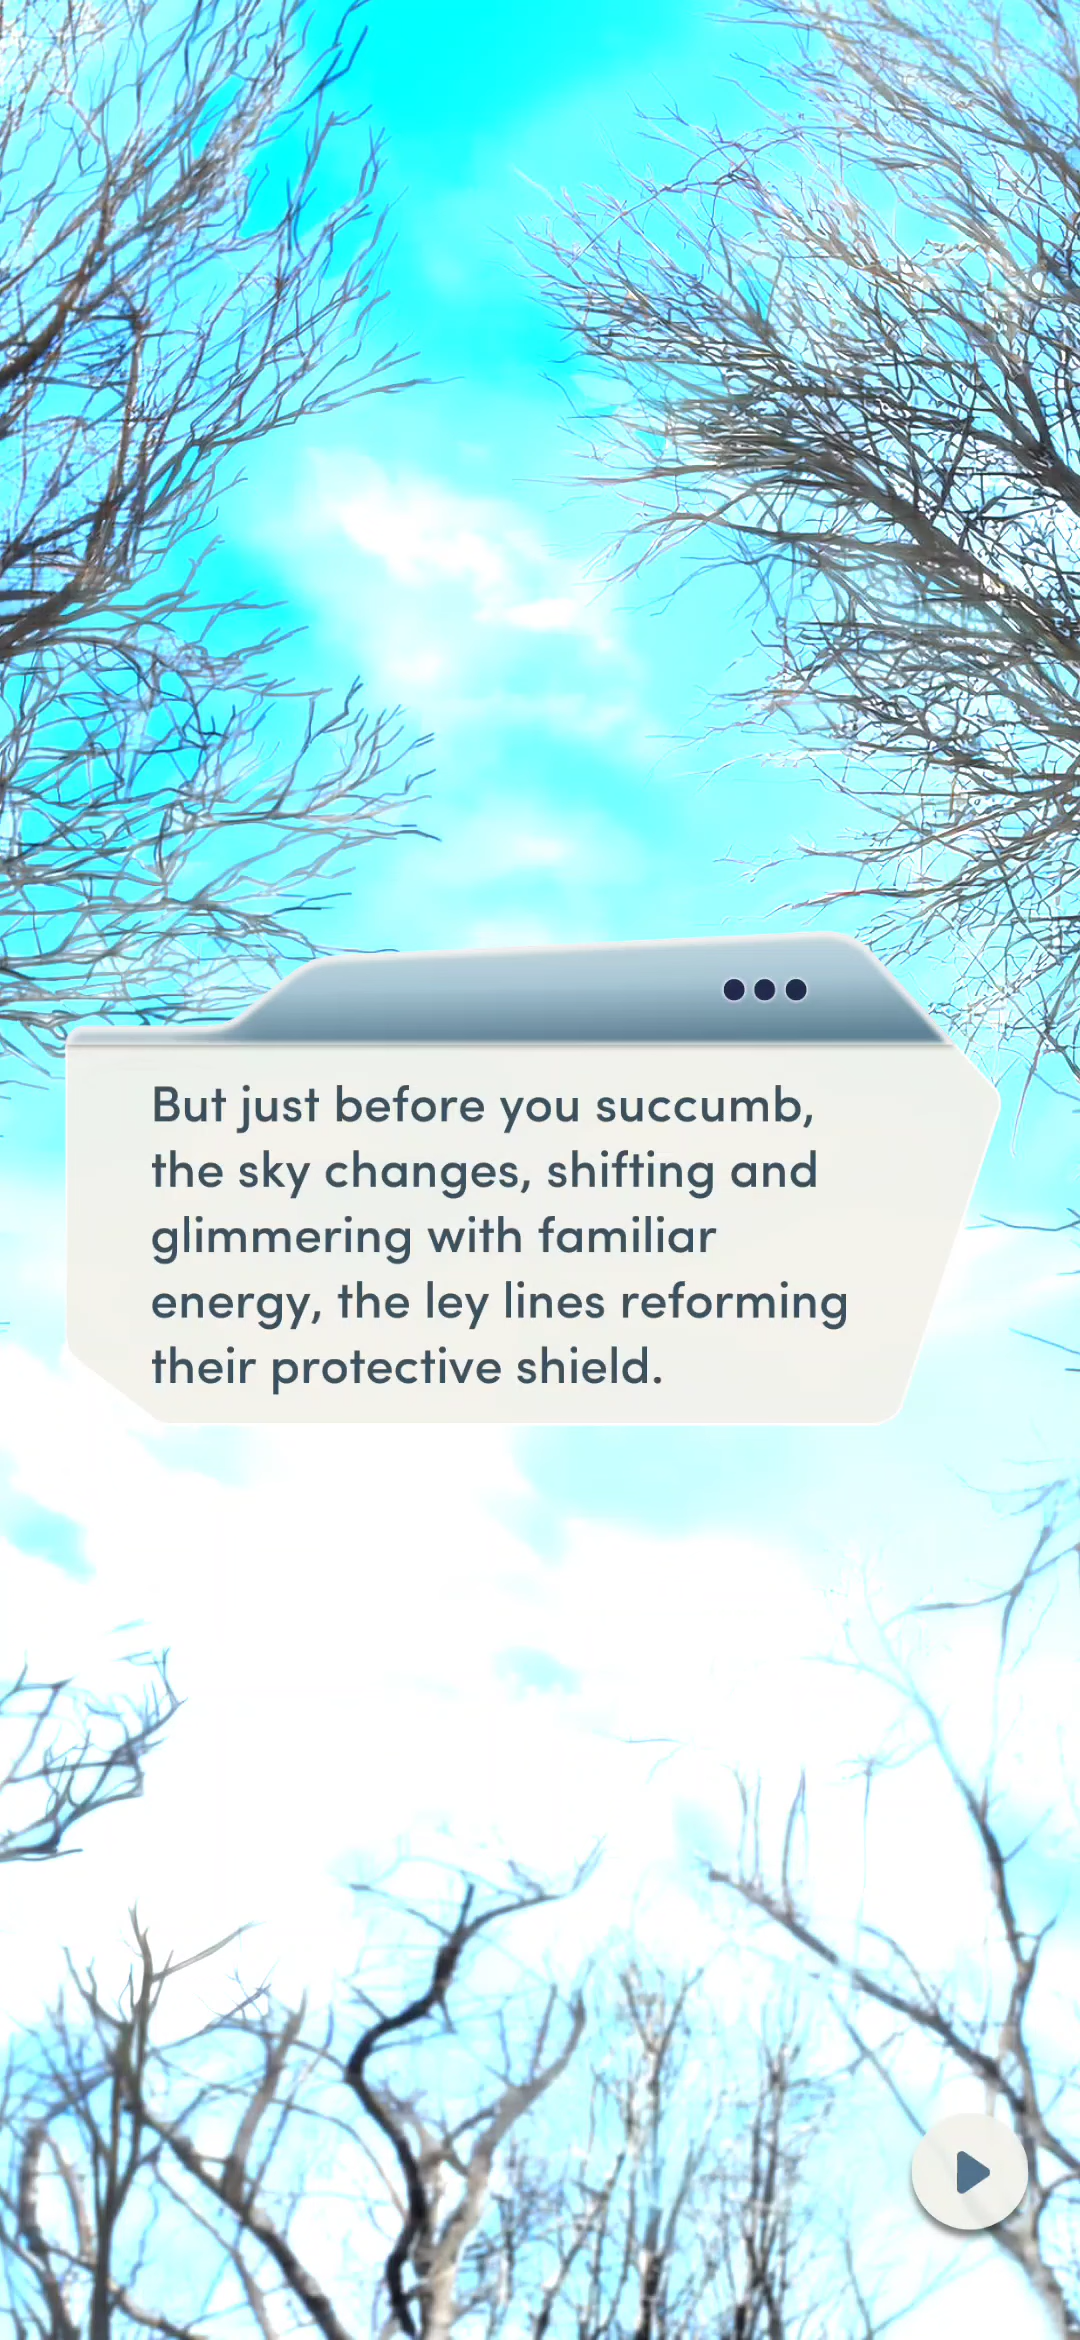 But just before you succumb,
the sky changes, shifting and
glimmering with familiar
energy, the ley lines reforming
their protective shield.